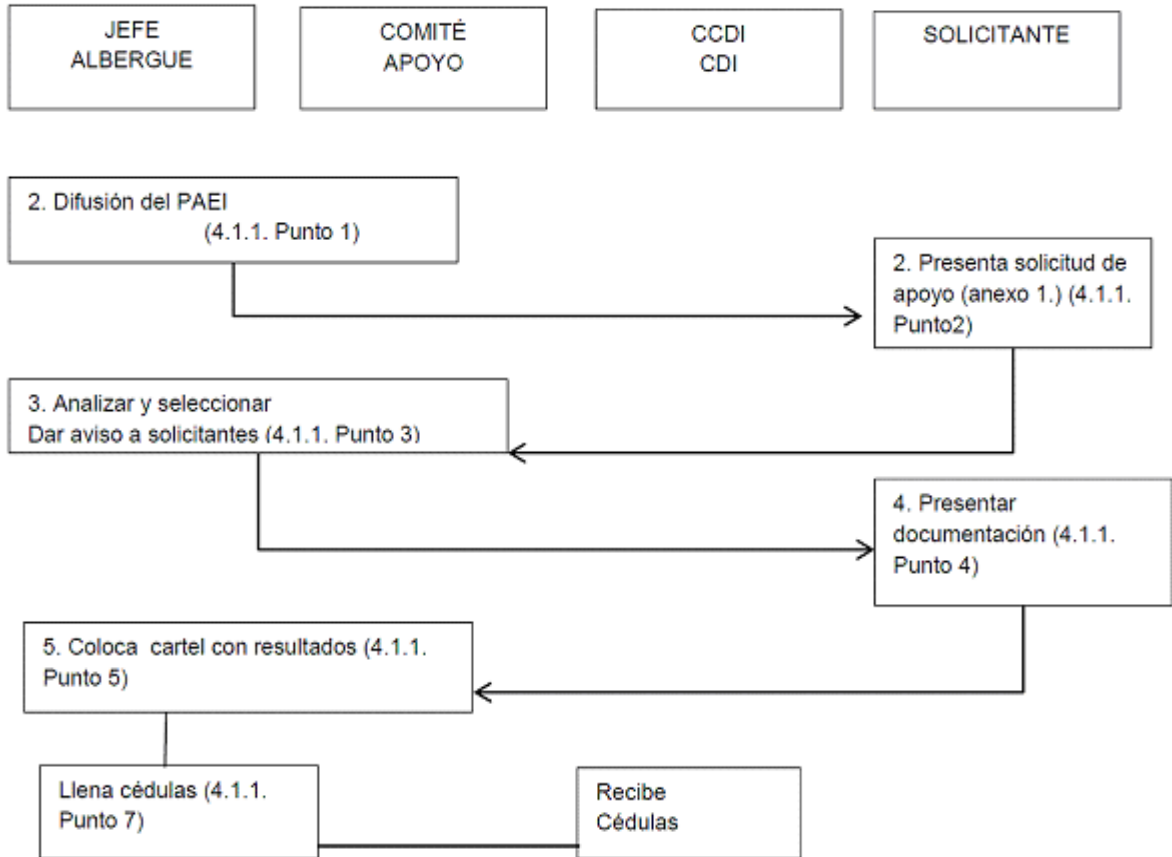 JEFE
ALBERGUE
COMITÉ
APOYO
CCDI
CDI
SOLICITANTE
2. Difusión del PAEI
(4.1.1. Punto 1)
2. Presenta solicitud de
apoyo (anexo 1.) (4.1.1.
Punto2)
3. Analizar y seleccionar
Dar aviso a solicitantes (4.1.1. Punto 3)
4. Presentar
documentación (4.1.1.
Punto 4)
5. Coloca cartel con resultados (4.1.1.
Punto 5)
Llena cédulas (4.1.1.
Punto 7)
Recibe
Cédulas